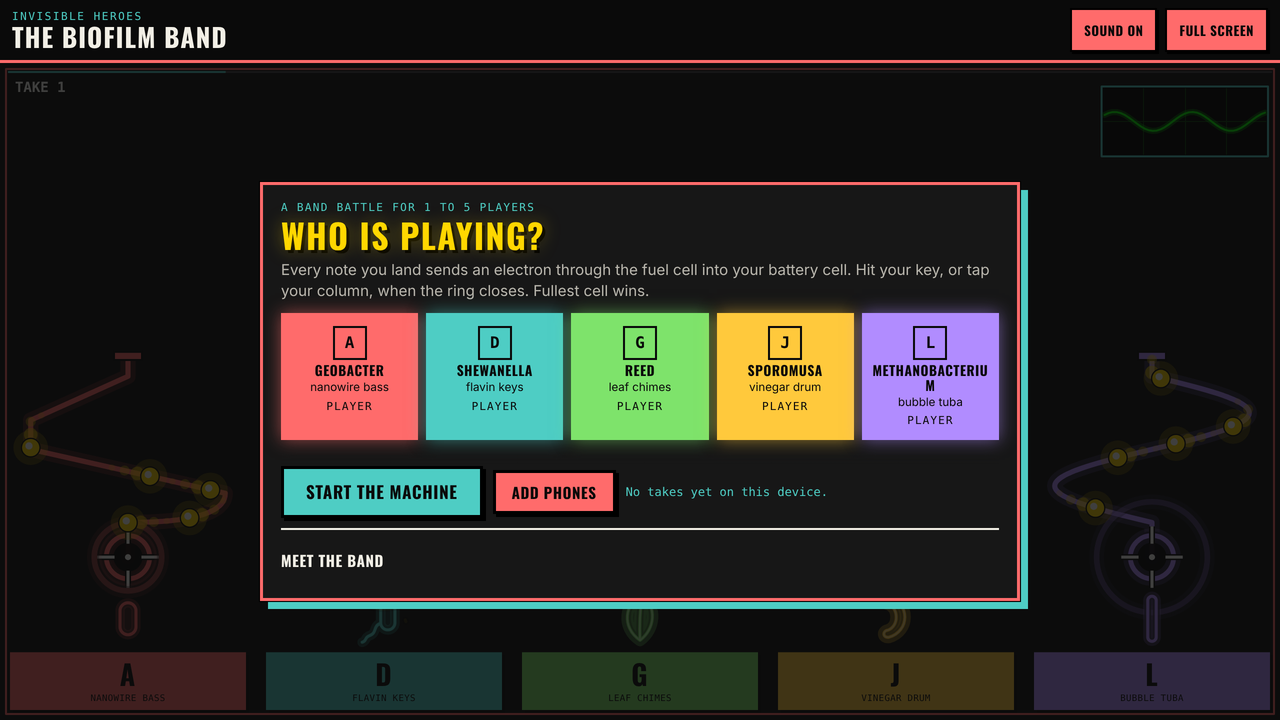 INVISIBLE HEROES
THE BIOFILM BAND
SOUND ON
FULL SCREEN
TAKE 1
A BAND BATTLE FOR 1 TO 5 PLAYERS
WHO IS PLAYING?
Every note you land sends an electron through the fuel cell into your battery cell. Hit your key, or tap
your column, when the ring closes. Fullest cell wins.
A
GEOBACTER
nanowire bass
PLAYER
D
SHEWANELLA
flavin keys
PLAYER
G
REED
leaf chimes
PLAYER
J
SPOROMUSA
vinegar drum
PLAYER
L
METHANOBACTERIU
M
bubble tuba
PLAYER
START THE MACHINE
ADD PHONES
No takes yet on this device.
MEET THE BAND
A
NANOWIRE BASS
D
FLAVIN KEYS
G
LEAF CHIMES
J
VINEGAR DRUM
L
BUBBLE TUBA